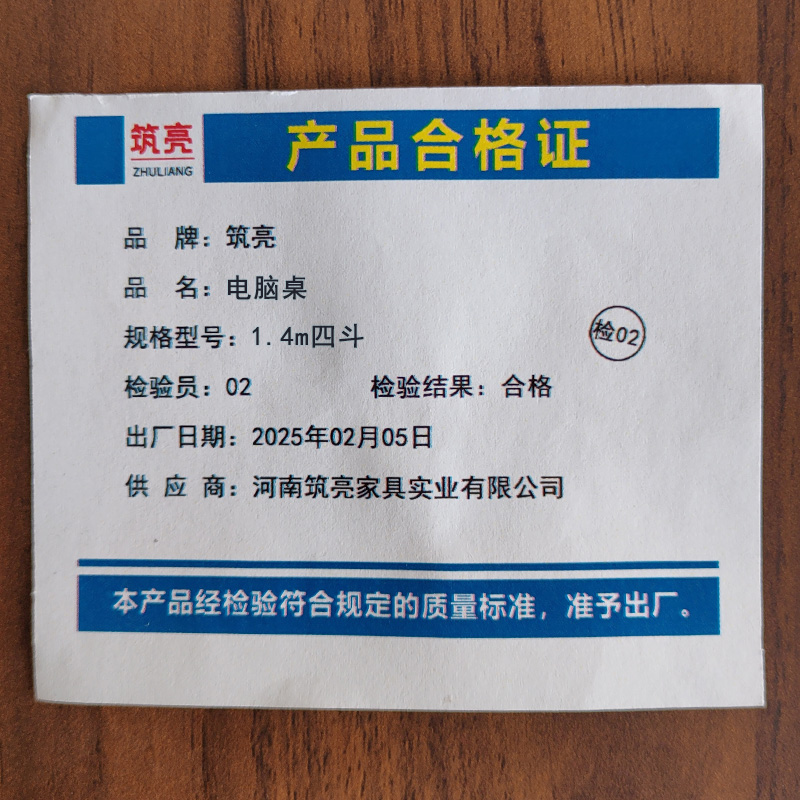 筑亮
ZHULIANG
产品合格证
品 牌：筑亮
品 名：电脑桌
规格型号：1.4m四斗
检02
检验员：02 检验结果：合格
出厂日期：2025年02月05日
供 应 商：河南筑亮家具实业有限公司
本产品经检验符合规定的质量标准，准予出厂。